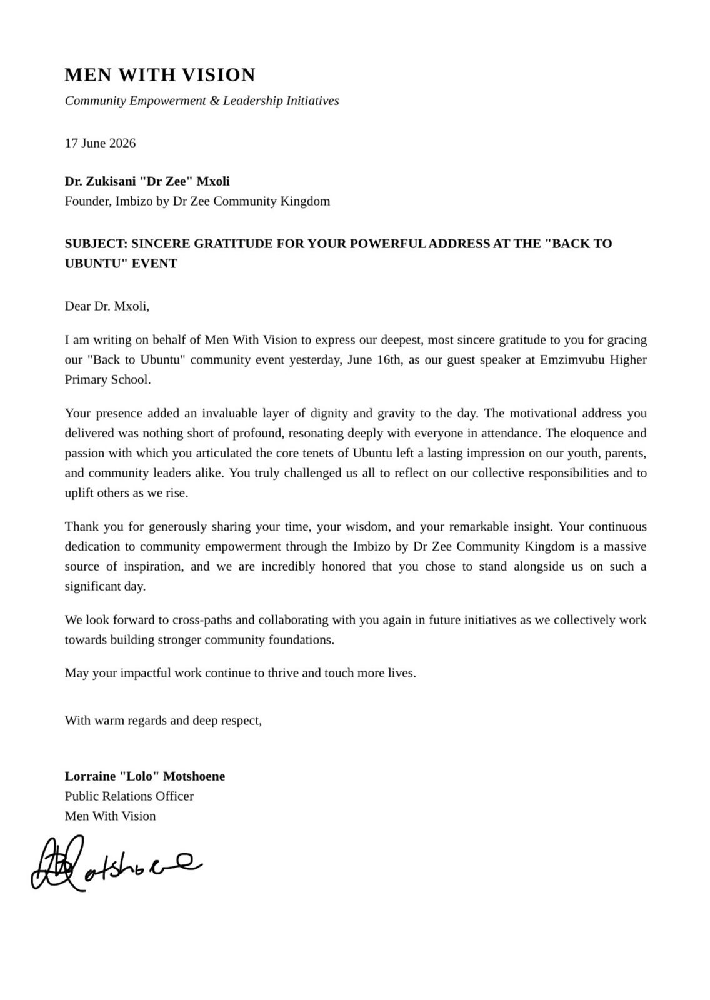 MEN WITH VISION
Community Empowerment & Leadership Initiatives
17 June 2026
Dr. Zukisani "Dr Zee" Mxoli
Founder, Imbizo by Dr Zee Community Kingdom
SUBJECT: SINCERE GRATITUDE FOR YOUR POWERFUL ADDRESS AT THE "BACK TO
UBUNTU" EVENT
Dear Dr. Mxoli,
I am writing on behalf of Men With Vision to express our deepest, most sincere gratitude to you for gracing
our "Back to Ubuntu" community event yesterday, June 16th, as our guest speaker at Emzimvubu Higher
Primary School.
Your presence added an invaluable layer of dignity and gravity to the day. The motivational address you
delivered was nothing short of profound, resonating deeply with everyone in attendance. The eloquence and
passion with which you articulated the core tenets of Ubuntu left a lasting impression on our youth, parents,
and community leaders alike. You truly challenged us all to reflect on our collective responsibilities and to
uplift others as we rise.
Thank you for generously sharing your time, your wisdom, and your remarkable insight. Your continuous
dedication to community empowerment through the Imbizo by Dr Zee Community Kingdom is a massive
source of inspiration, and we are incredibly honored that you chose to stand alongside us on such a
significant day.
We look forward to cross-paths and collaborating with you again in future initiatives as we collectively work
towards building stronger community foundations.
May your impactful work continue to thrive and touch more lives.
With warm regards and deep respect,
Lorraine "Lolo" Motshoene
Public Relations Officer
Men With Vision